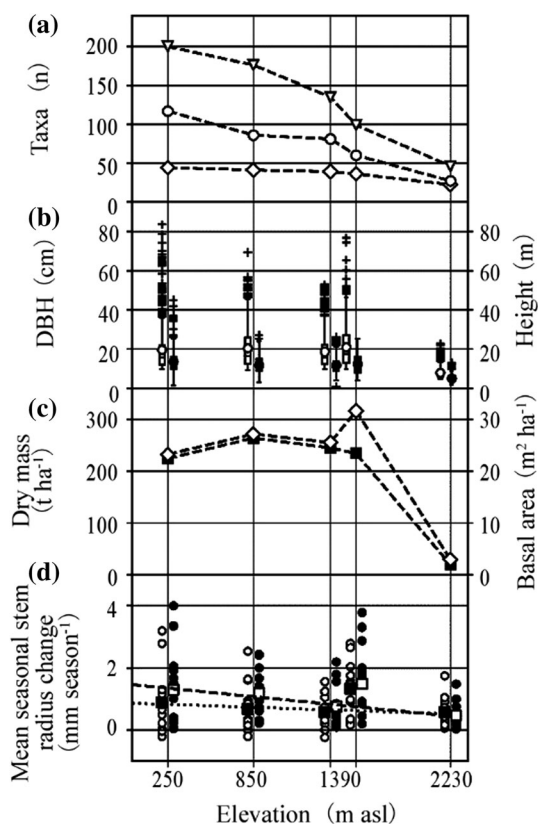 (a)
200
150
100
50
0
Taxa (n)
(b)
80
60
40
20
0
DBH (cm)
80
60
40
20
0
Height (m)
(c)
300
200
100
0
Dry mass
(t ha-1)
30
20
10
0
Basal area (m2 ha-1)
(d)
4
2
0
Mean seasonal stem
radius change
(mm season-1)
250 850 1390 2230
Elevation (m asl)